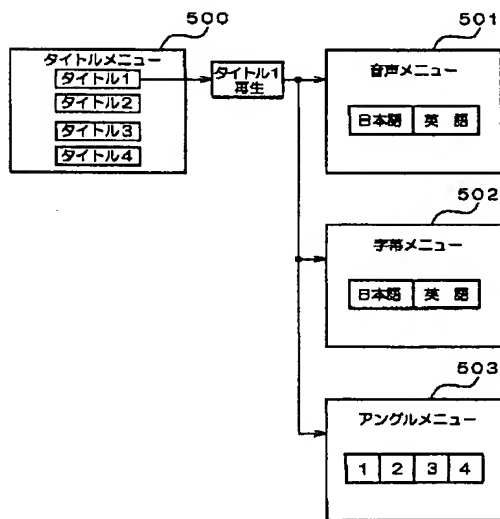 500
タイトルメニュー
タイトル1
タイトル2
タイトル3
タイトル4
タイトル1
再生
501
音声メニュー
日本語 英語
502
字幕メニュー
日本語 英語
503
アングルメニュー
1 2 3 4